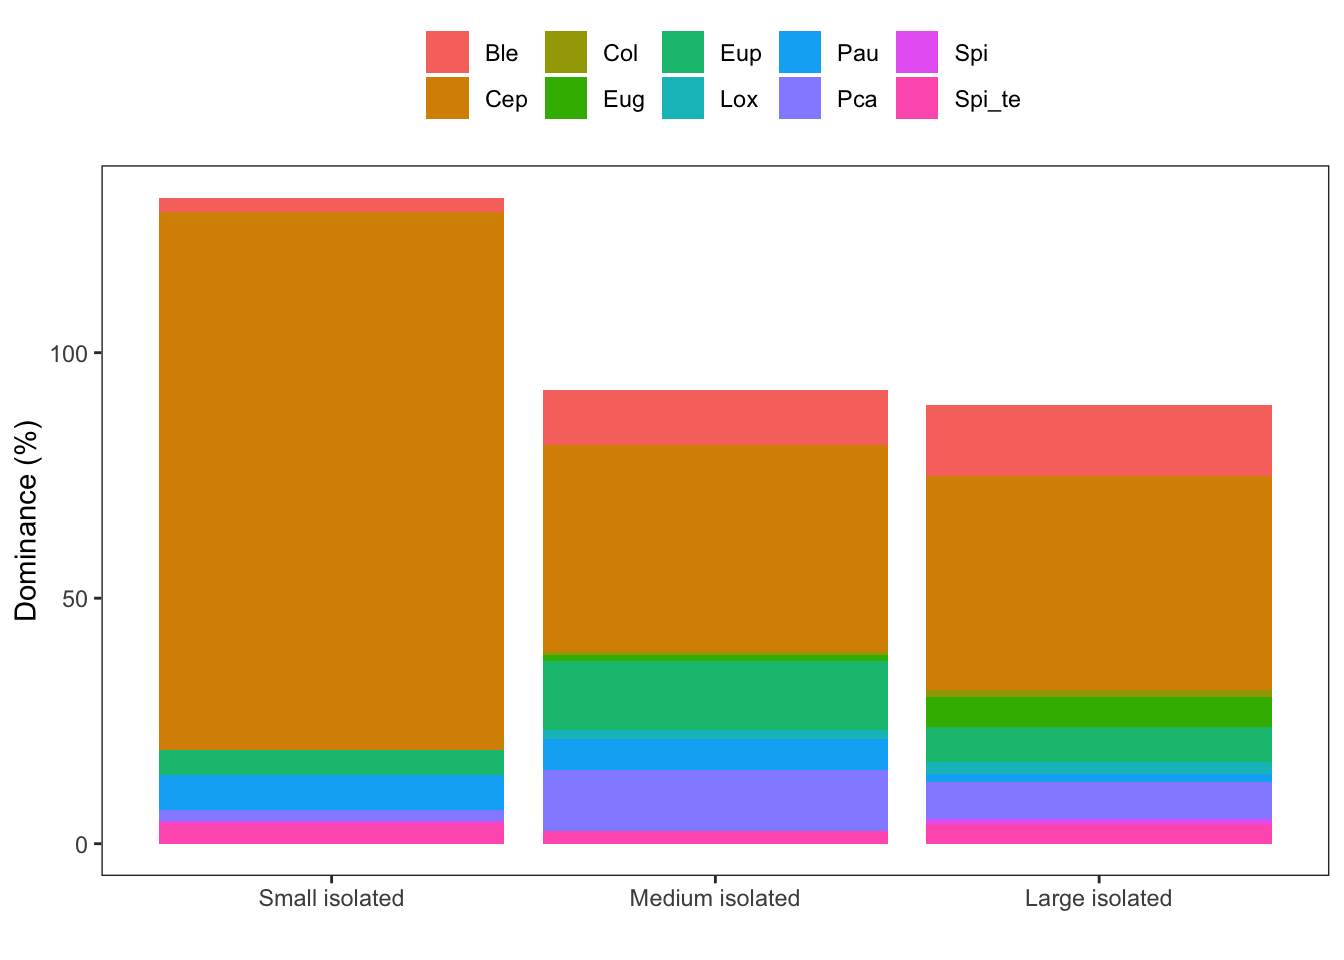 Ble Col Eup Pau Spi
Cep Eug Lox Pca Spi_te
Dominance (%)
100
50
0
Small isolated Medium isolated Large isolated